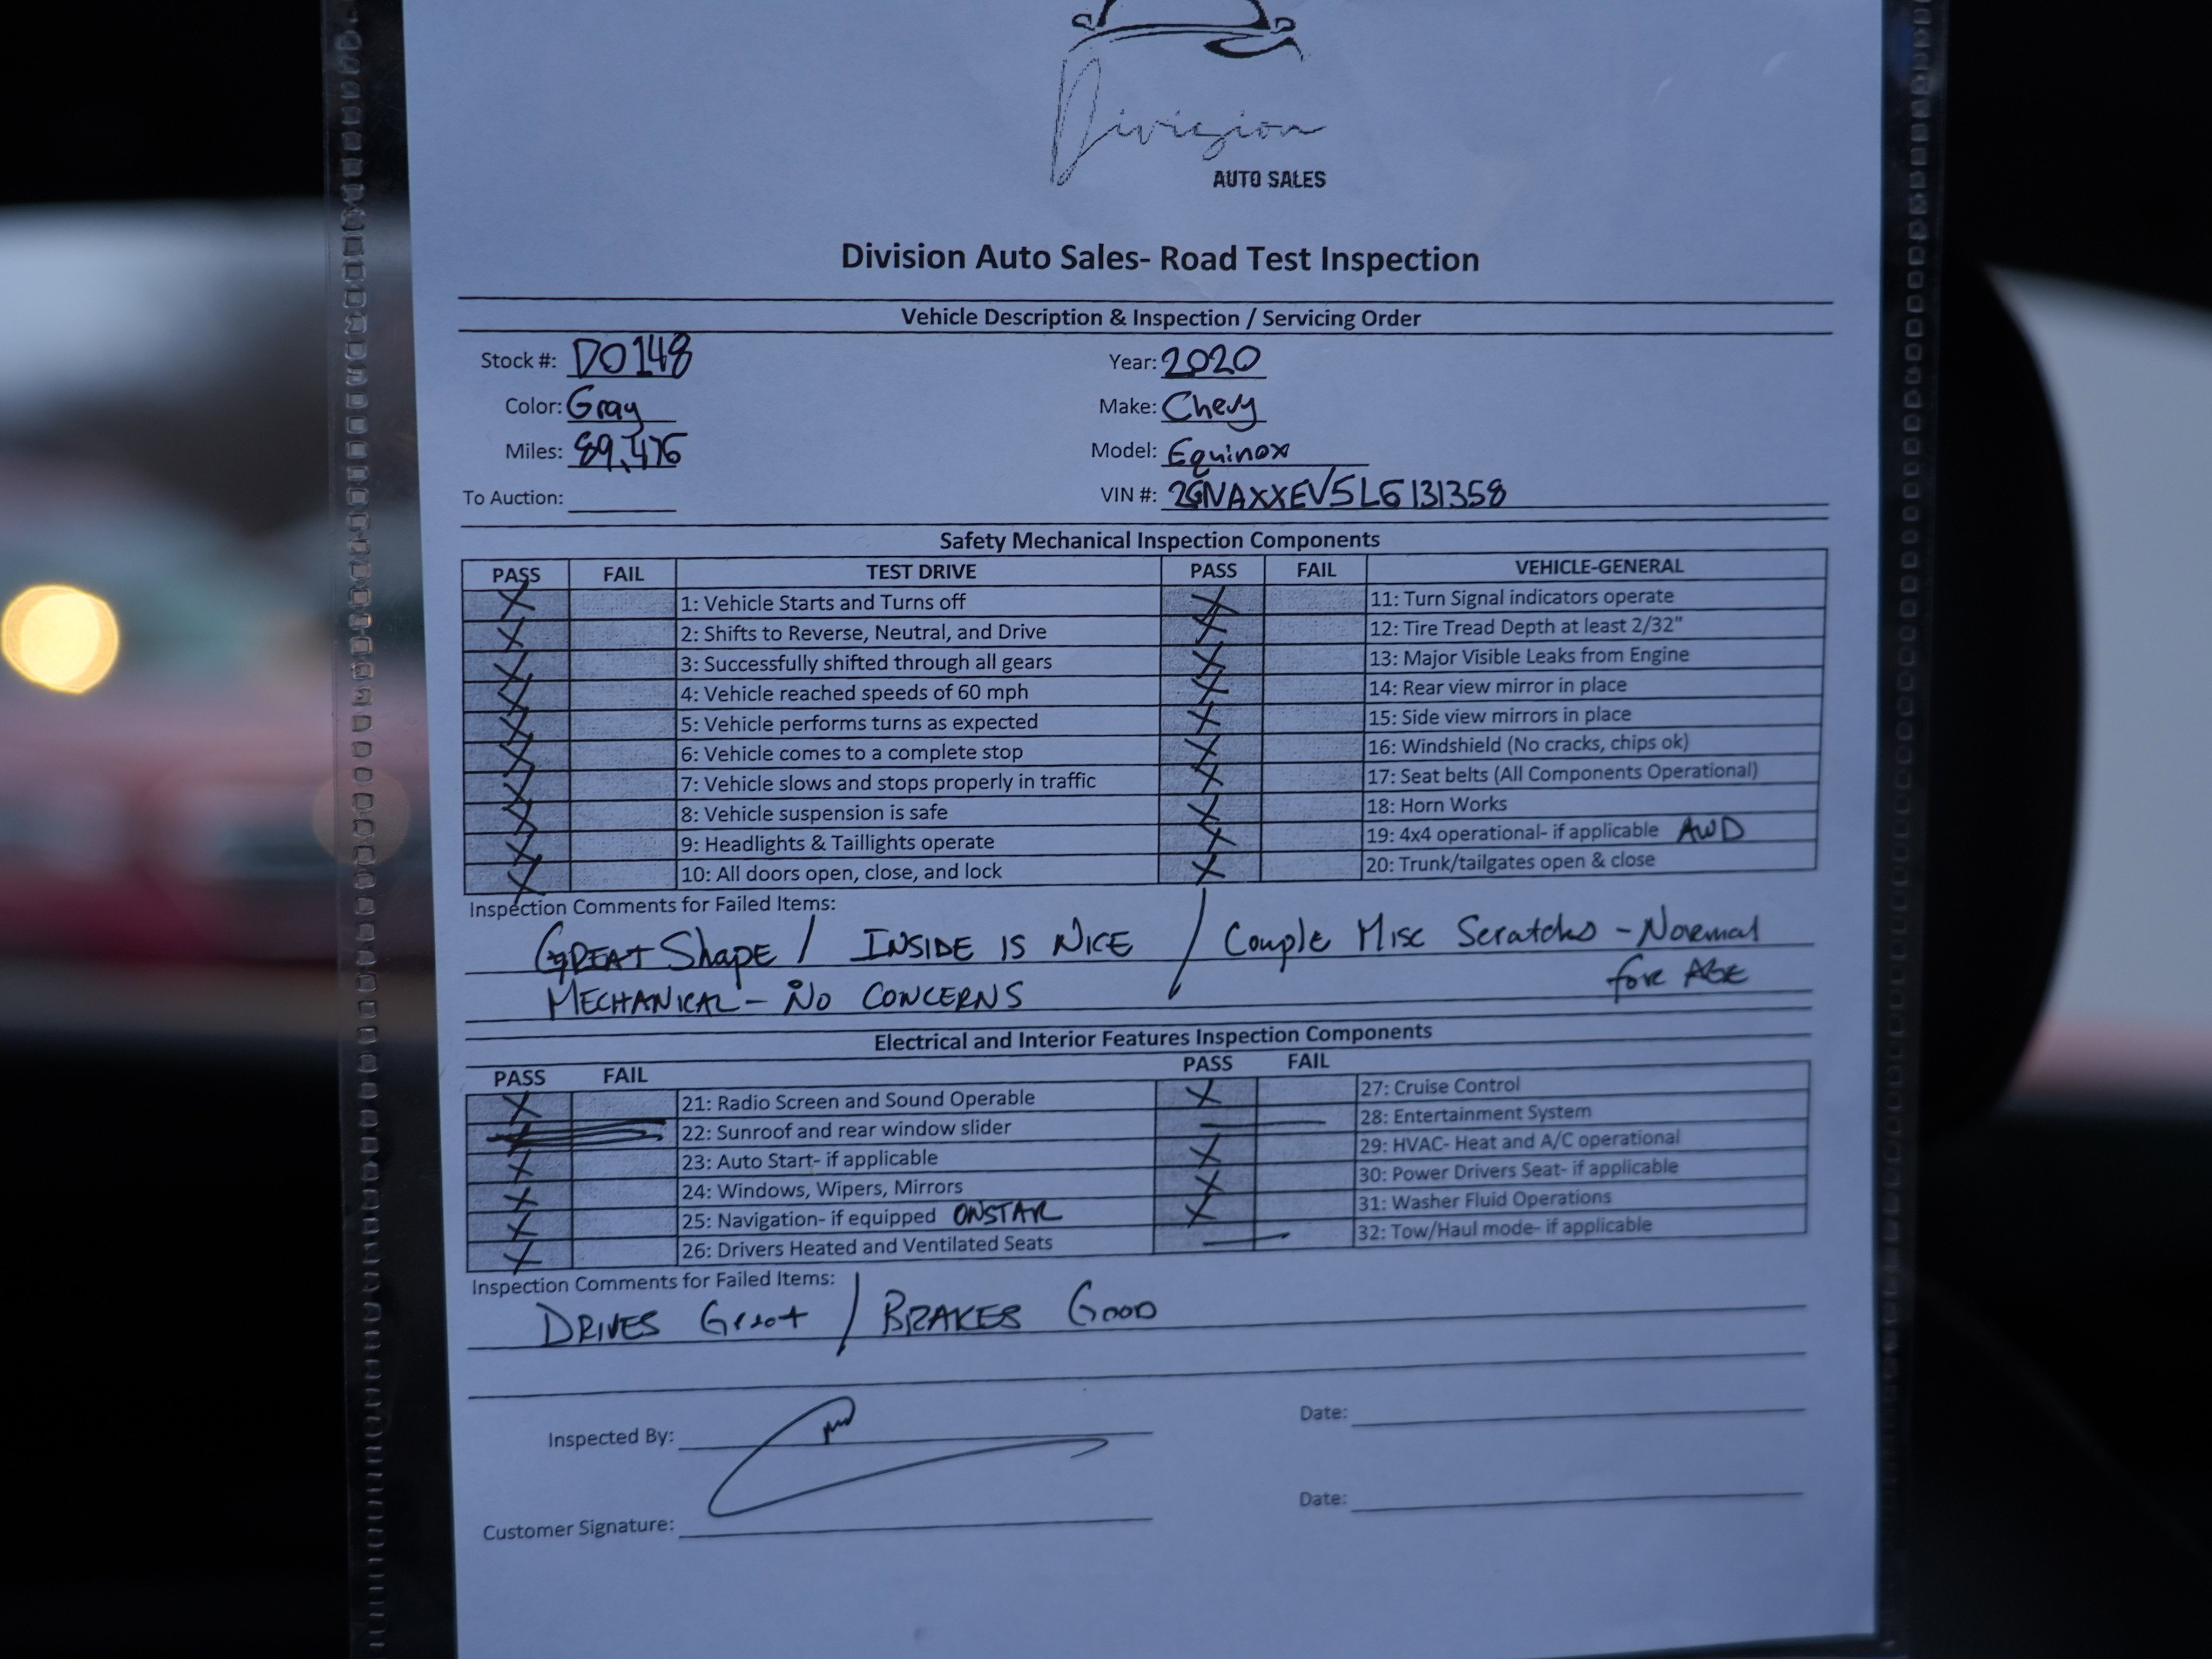 Division
AUTO SALES
Division Auto Sales- Road Test Inspection
Vehicle Description & Inspection / Servicing Order
Stock #: D0148 Year: 2020
Color: Gray Make: Chevy
Miles: 89,476 Model: Equinox
To Auction: VIN #: 2GNAXXEV5L6131358
Safety Mechanical Inspection Components
PASS FAIL TEST DRIVE PASS FAIL VEHICLE-GENERAL
X 1: Vehicle Starts and Turns off X 11: Turn Signal indicators operate
X 2: Shifts to Reverse, Neutral, and Drive X 12: Tire Tread Depth at least 2/32"
X 3: Successfully shifted through all gears X 13: Major Visible Leaks from Engine
X 4: Vehicle reached speeds of 60 mph X 14: Rear view mirror in place
X 5: Vehicle performs turns as expected X 15: Side view mirrors in place
X 6: Vehicle comes to a complete stop X 16: Windshield (No cracks, chips ok)
X 7: Vehicle slows and stops properly in traffic X 17: Seat belts (All Components Operational)
X 8: Vehicle suspension is safe X 18: Horn Works
X 9: Headlights & Taillights operate X 19: 4x4 operational- if applicable AWD
X 10: All doors open, close, and lock X 20: Trunk/tailgates open & close
Inspection Comments for Failed Items:
GREAT Shape / INSIDE IS NICE / Couple Misc Scratches - Normal
MECHANICAL - NO CONCERNS for AGE
Electrical and Interior Features Inspection Components
PASS FAIL PASS FAIL
X 21: Radio Screen and Sound Operable X 27: Cruise Control
22: Sunroof and rear window slider — 28: Entertainment System
X 23: Auto Start- if applicable X 29: HVAC- Heat and A/C operational
X 24: Windows, Wipers, Mirrors X 30: Power Drivers Seat- if applicable
X 25: Navigation- if equipped ONSTAR X 31: Washer Fluid Operations
X 26: Drivers Heated and Ventilated Seats — 32: Tow/Haul mode- if applicable
Inspection Comments for Failed Items:
DRIVES Great / BRAKES GOOD
Inspected By: Date:
Customer Signature: Date: